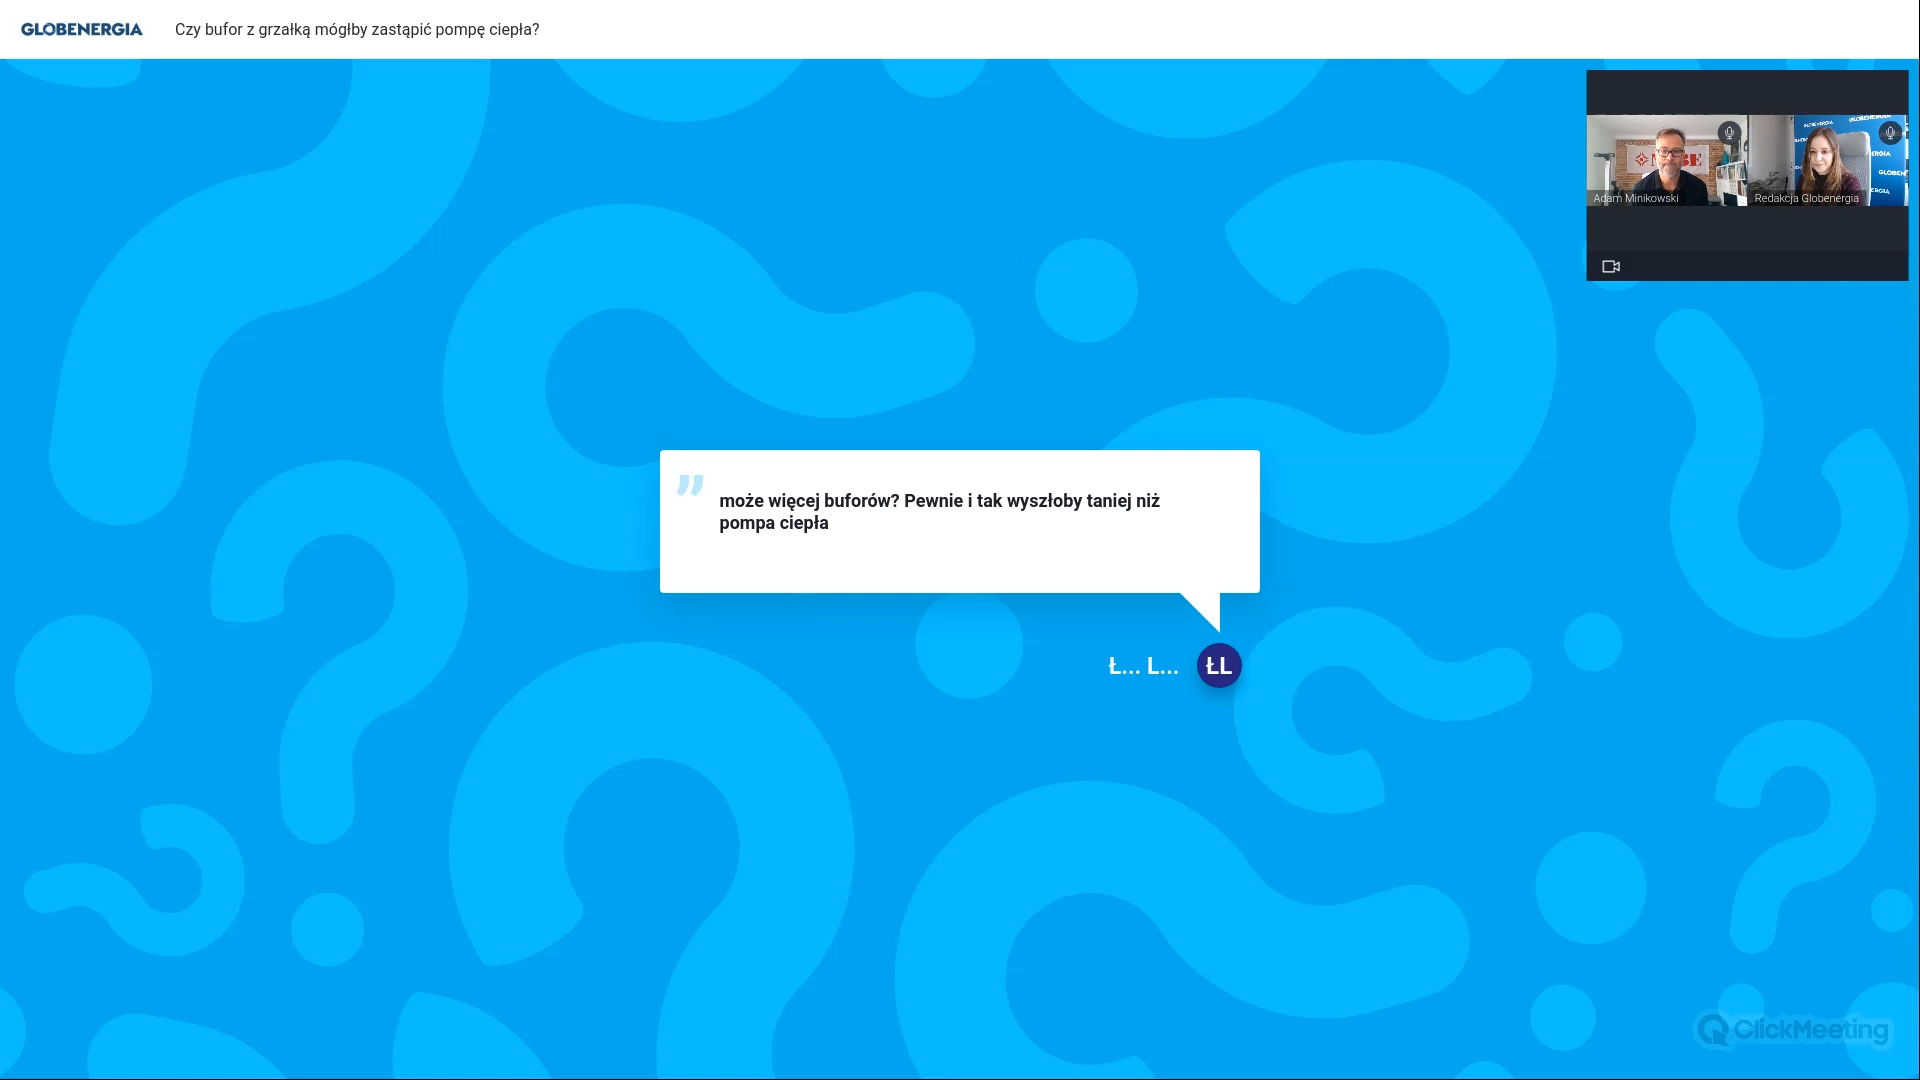 GLOBENERGIA
Czy bufor z grzałką mógłby zastąpić pompę ciepła?
Adam Minikowski
Redakcja Globenergia
może więcej buforów? Pewnie i tak wyszłoby taniej niż
pompa ciepła
Ł... L...
ŁL
ClickMeeting